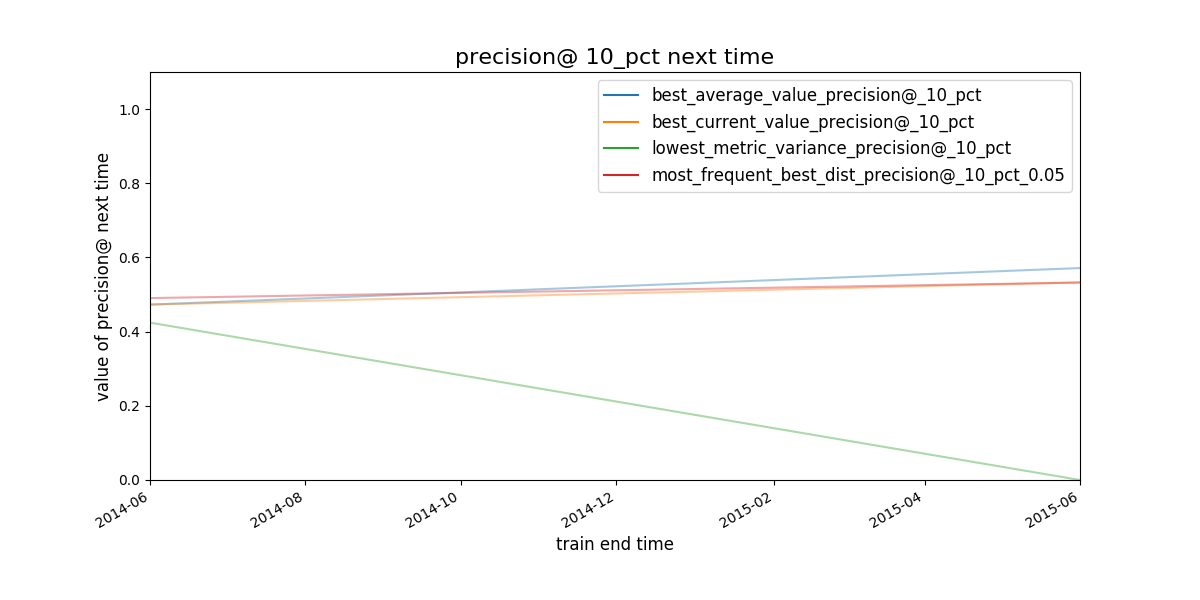 precision@ 10_pct next time
best_average_value_precision@_10_pct
best_current_value_precision@_10_pct
lowest_metric_variance_precision@_10_pct
most_frequent_best_dist_precision@_10_pct_0.05
value of precision@ next time
1.0
0.8
0.6
0.4
0.2
0.0
2014-06
2014-08
2014-10
2014-12
2015-02
2015-04
2015-06
train end time